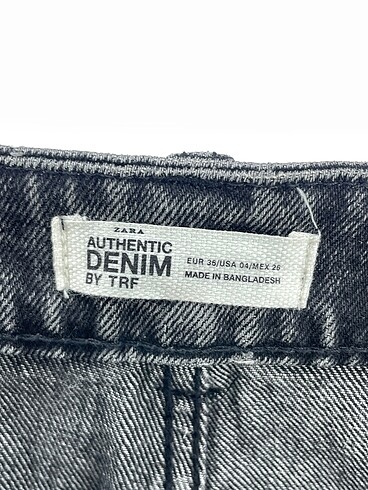 ZARA
AUTHENTIC
DENIM
BY TRF
EUR 36/USA 04/MEX 26
MADE IN BANGLADESH